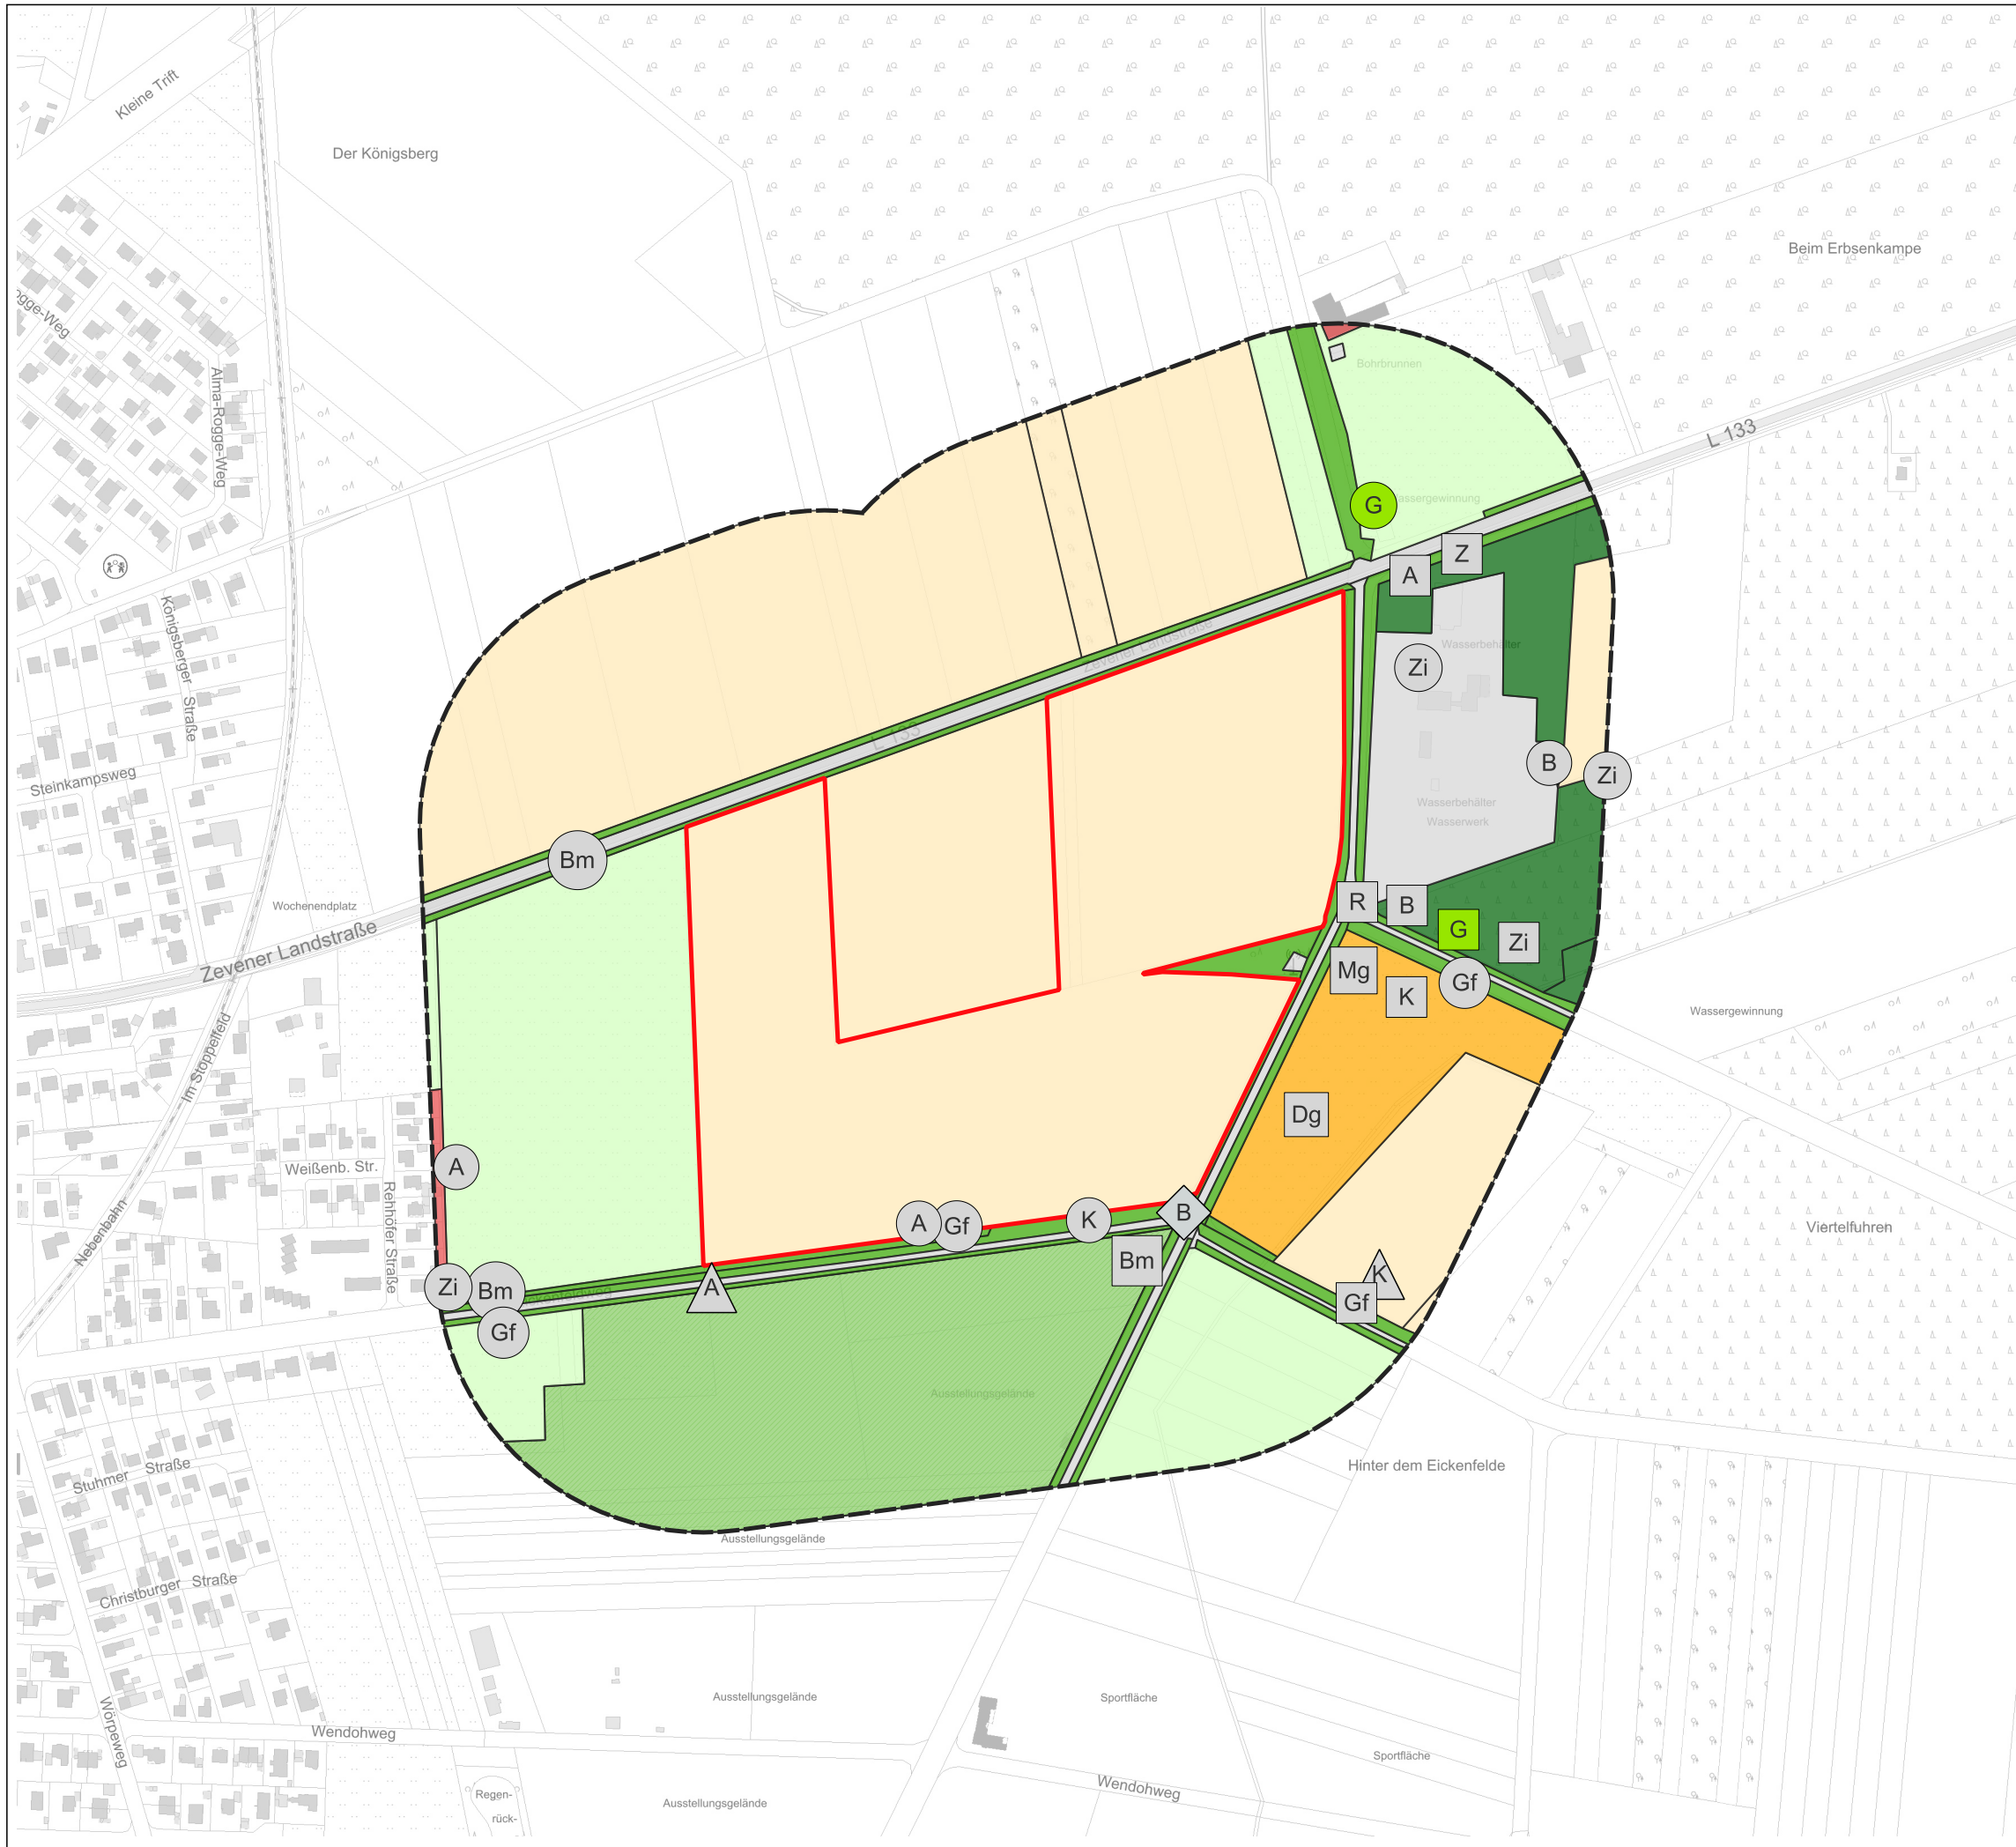 Kleine Trift
Der Königsberg
Beim Erbsenkampe
Bohrbrunnen
Alma-Rogge-Weg
L 133
G
Z
A
Königsberger Straße
Wasserbehälter
Zevener Landstraße
Zi
L 133
B
Zi
Steinkampsweg
Wasserbehälter
Wasserwerk
Bm
Wochenendplatz
R
B
G
Zi
Zevener Landstraße
Mg
K
Gf
Wassergewinnung
Im Stoppelfeld
Dg
Weißenb. Str.
A
Rehhöfer Straße
Nebenbahn
A
Gf
K
B
Viertelfuhren
Bm
Zi
Bm
A
K
Gf
Gf
Ausstellungsgelände
Stuhmer Straße
Hinter dem Eickenfelde
Ausstellungsgelände
Christburger Straße
Wörpeweg
Ausstellungsgelände
Sportfläche
Wendohweg
Sportfläche
Wendohweg
Regen-
rück-
Ausstellungsgelände